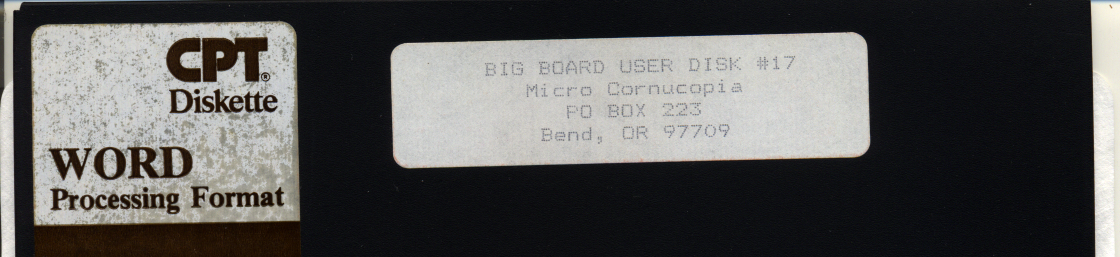 CPT®
Diskette
WORD
Processing Format
BIG BOARD USER DISK #17
Micro Cornucopia
PO BOX 223
Bend, OR 97709